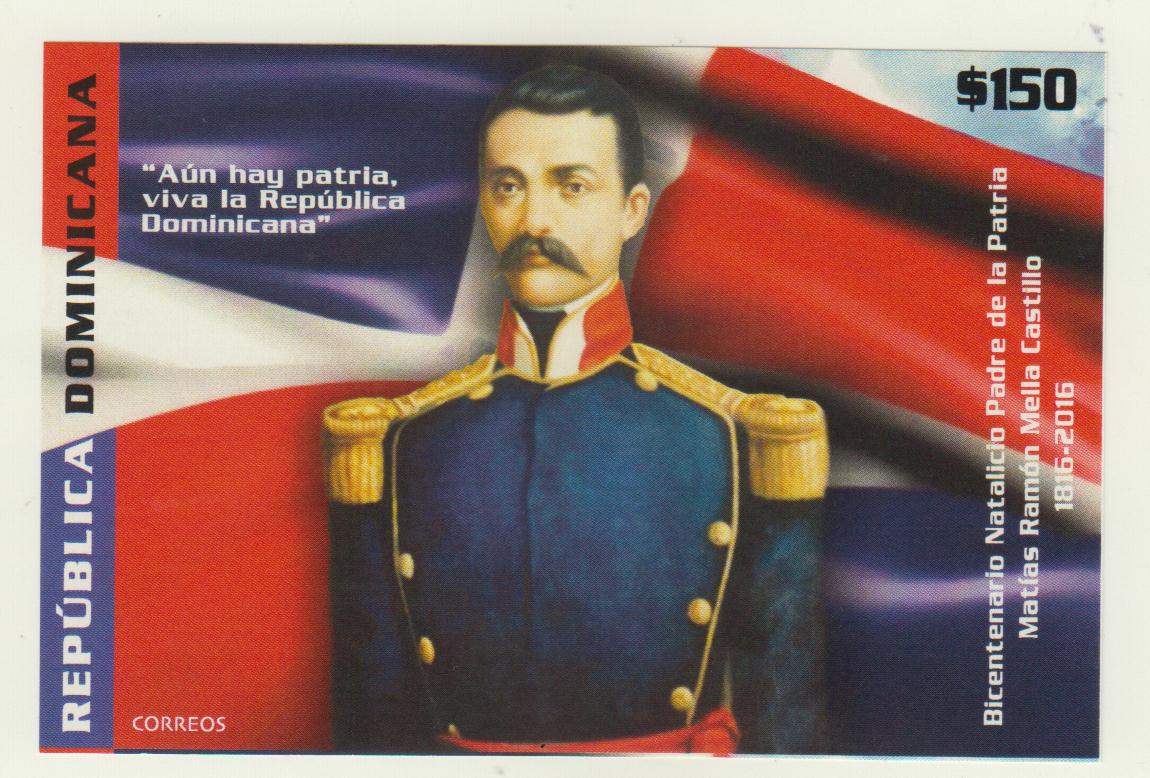 REPÚBLICA DOMINICANA
“Aún hay patria,
viva la República
Dominicana”
$150
Bicentenario Natalicio Padre de la Patria
Matías Ramón Mella Castillo
1816-2016
CORREOS